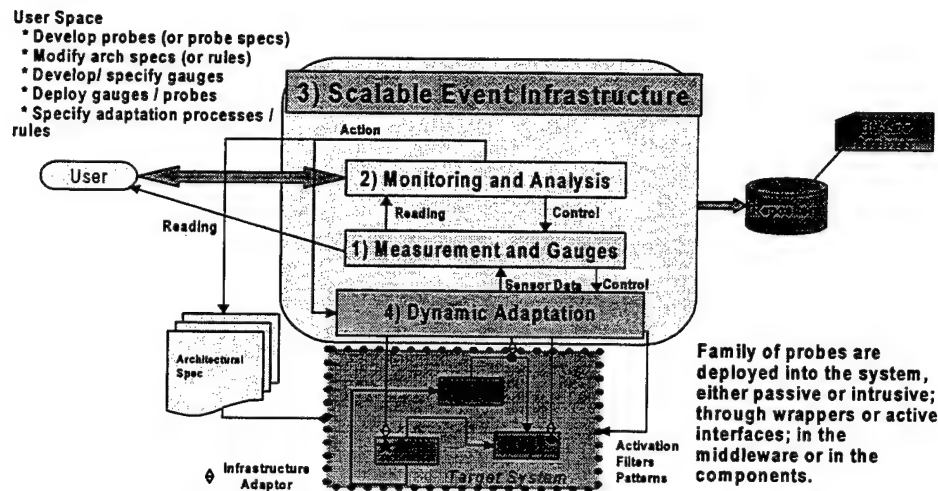 User Space
* Develop probes (or probe specs)
* Modify arch specs (or rules)
* Develop/ specify gauges
* Deploy gauges / probes
* Specify adaptation processes /
rules
3) Scalable Event Infrastructure
Action
User
2) Monitoring and Analysis
Reading
Control
Reading
1) Measurement and Gauges
Sensor Data
Control
4) Dynamic Adaptation
Architectural
Spec
Family of probes are
deployed into the system,
either passive or intrusive;
through wrappers or active
interfaces; in the
middleware or in the
components.
Activation
Filters
Patterns
Infrastructure
Adaptor
Target System